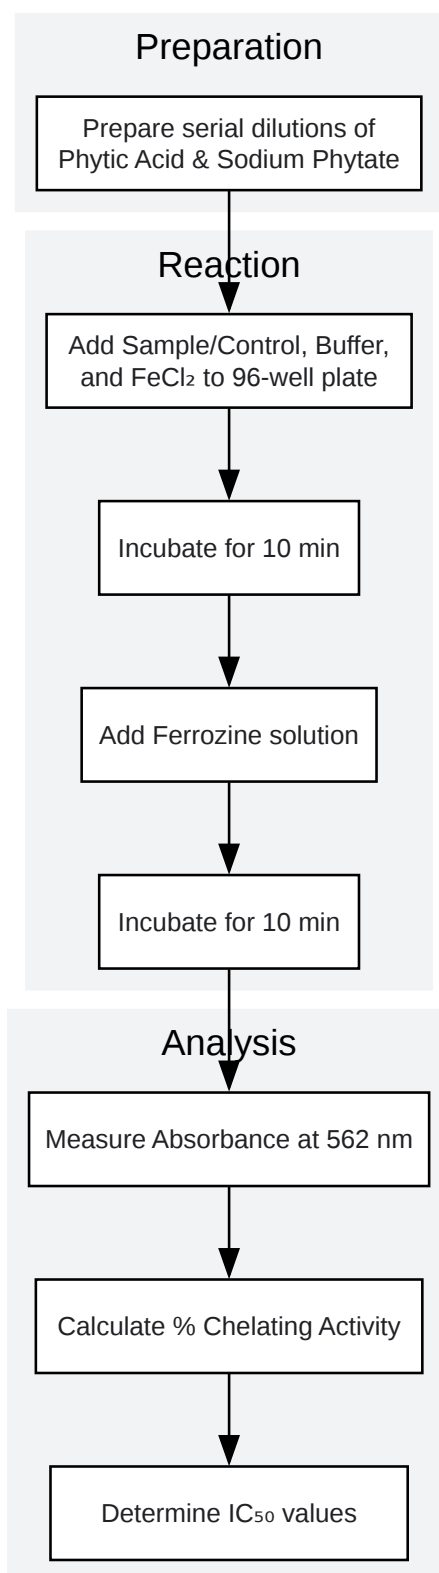 Preparation
Prepare serial dilutions of
Phytic Acid & Sodium Phytate
Reaction
Add Sample/Control, Buffer,
and FeCl₂ to 96-well plate
Incubate for 10 min
Add Ferrozine solution
Incubate for 10 min
Analysis
Measure Absorbance at 562 nm
Calculate % Chelating Activity
Determine IC₅₀ values